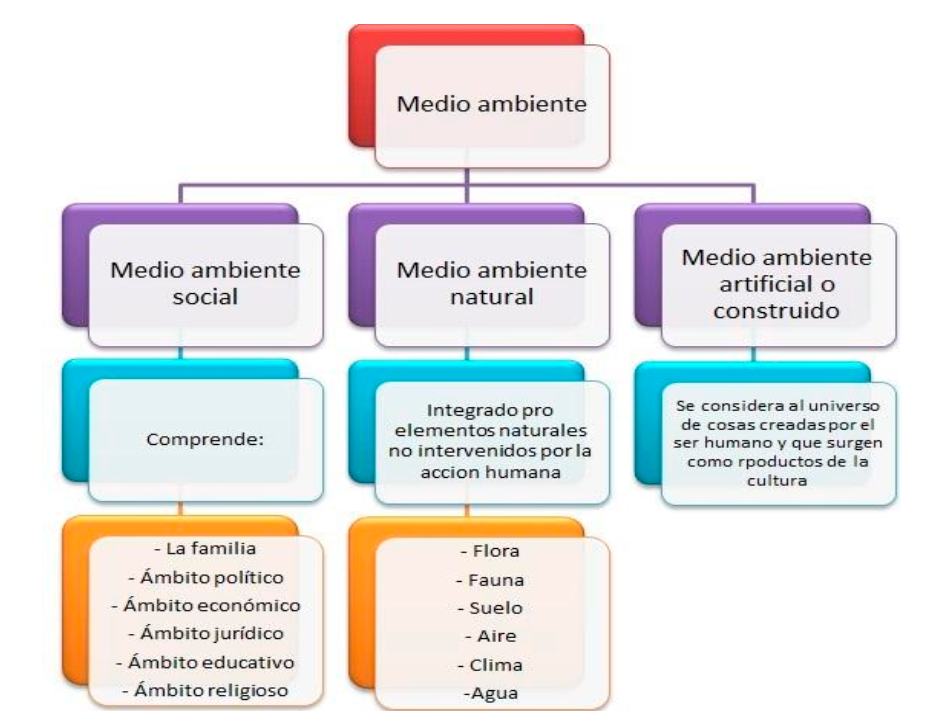 Medio ambiente
Medio ambiente
social
Medio ambiente
natural
Medio ambiente
artificial o
construido
Comprende:
Integrado pro
elementos naturales
no intervenidos por la
accion humana
Se considera al universo
de cosas creadas por el
ser humano y que surgen
como rpoductos de la
cultura
- La familia
- Ámbito político
- Ámbito económico
- Ámbito jurídico
- Ámbito educativo
- Ámbito religioso
- Flora
- Fauna
- Suelo
- Aire
- Clima
-Agua